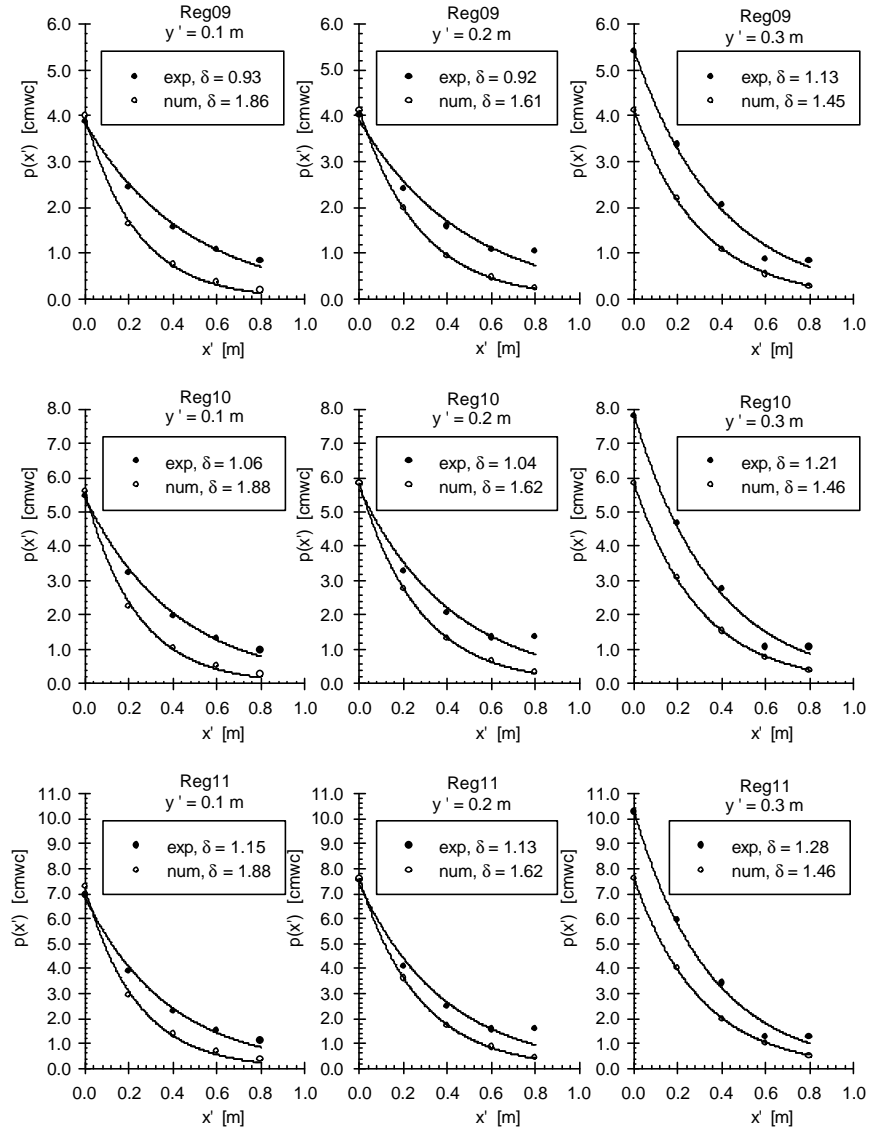 Reg09
y ' = 0.1 m
exp, δ = 0.93
num, δ = 1.86
p(x') [cmwc]
6.0
5.0
4.0
3.0
2.0
1.0
0.0
0.0 0.2 0.4 0.6 0.8 1.0
x' [m]
Reg09
y ' = 0.2 m
exp, δ = 0.92
num, δ = 1.61
p(x') [cmwc]
6.0
5.0
4.0
3.0
2.0
1.0
0.0
0.0 0.2 0.4 0.6 0.8 1.0
x' [m]
Reg09
y ' = 0.3 m
exp, δ = 1.13
num, δ = 1.45
p(x') [cmwc]
6.0
5.0
4.0
3.0
2.0
1.0
0.0
0.0 0.2 0.4 0.6 0.8 1.0
x' [m]
Reg10
y ' = 0.1 m
exp, δ = 1.06
num, δ = 1.88
p(x') [cmwc]
8.0
7.0
6.0
5.0
4.0
3.0
2.0
1.0
0.0
0.0 0.2 0.4 0.6 0.8 1.0
x' [m]
Reg10
y ' = 0.2 m
exp, δ = 1.04
num, δ = 1.62
p(x') [cmwc]
8.0
7.0
6.0
5.0
4.0
3.0
2.0
1.0
0.0
0.0 0.2 0.4 0.6 0.8 1.0
x' [m]
Reg10
y ' = 0.3 m
exp, δ = 1.21
num, δ = 1.46
p(x') [cmwc]
8.0
7.0
6.0
5.0
4.0
3.0
2.0
1.0
0.0
0.0 0.2 0.4 0.6 0.8 1.0
x' [m]
Reg11
y ' = 0.1 m
exp, δ = 1.15
num, δ = 1.88
p(x') [cmwc]
11.0
10.0
9.0
8.0
7.0
6.0
5.0
4.0
3.0
2.0
1.0
0.0
0.0 0.2 0.4 0.6 0.8 1.0
x' [m]
Reg11
y ' = 0.2 m
exp, δ = 1.13
num, δ = 1.62
p(x') [cmwc]
11.0
10.0
9.0
8.0
7.0
6.0
5.0
4.0
3.0
2.0
1.0
0.0
0.0 0.2 0.4 0.6 0.8 1.0
x' [m]
Reg11
y ' = 0.3 m
exp, δ = 1.28
num, δ = 1.46
p(x') [cmwc]
11.0
10.0
9.0
8.0
7.0
6.0
5.0
4.0
3.0
2.0
1.0
0.0
0.0 0.2 0.4 0.6 0.8 1.0
x' [m]